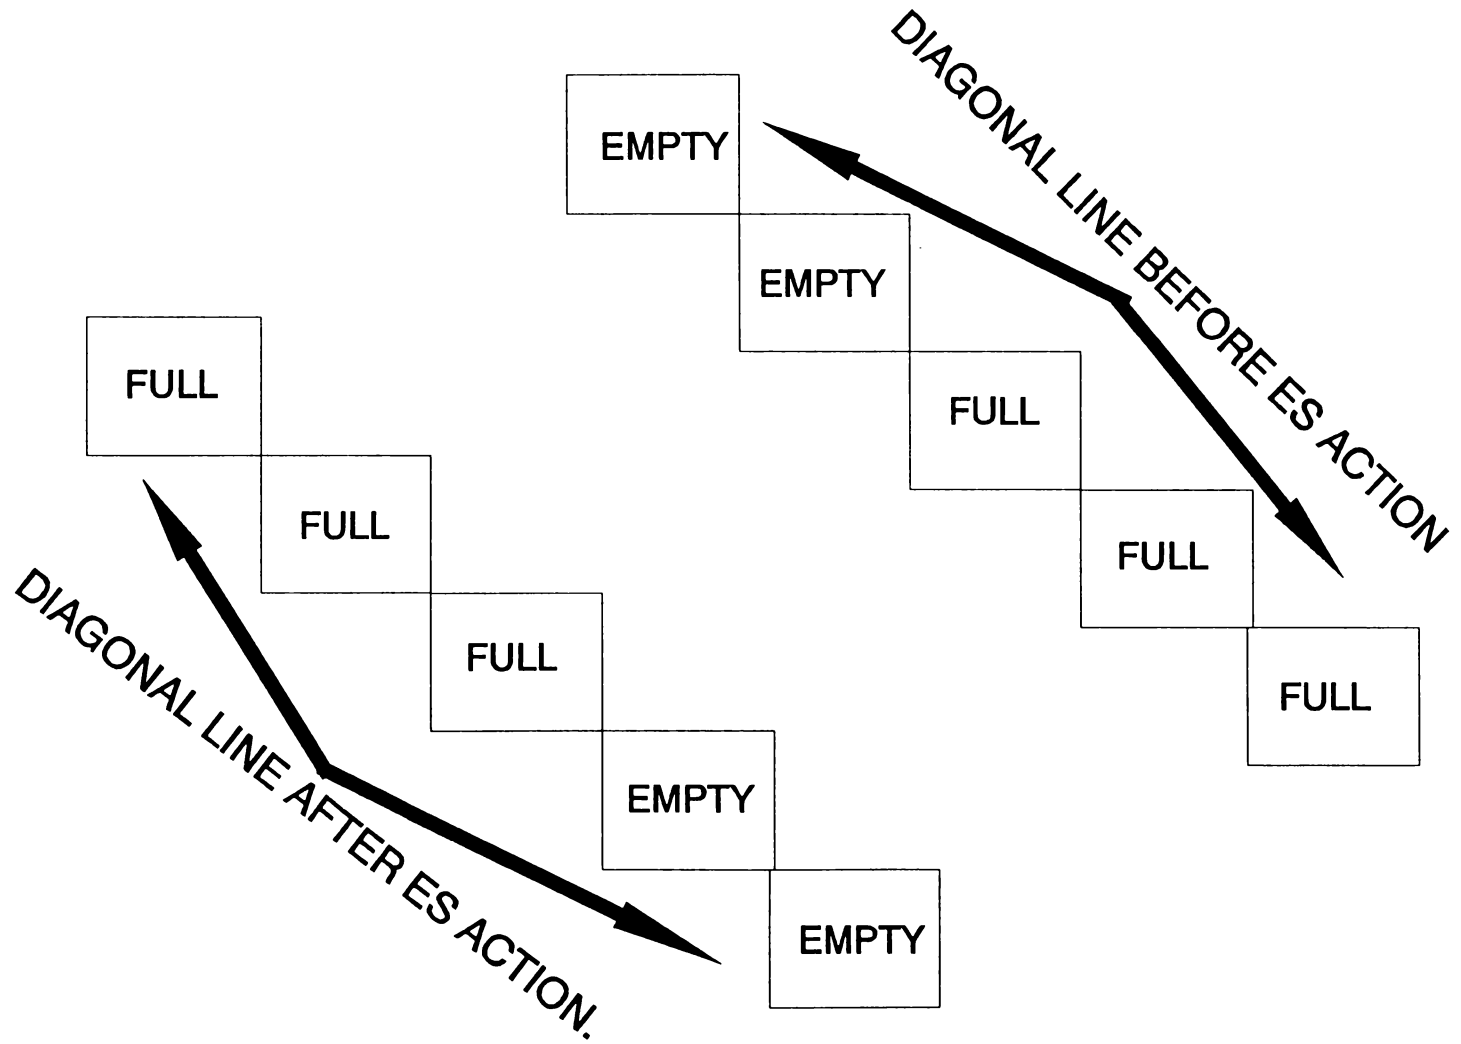 DIAGONAL LINE BEFORE ES ACTION
EMPTY
EMPTY
FULL
FULL
FULL
FULL
FULL
FULL
EMPTY
EMPTY
DIAGONAL LINE AFTER ES ACTION.